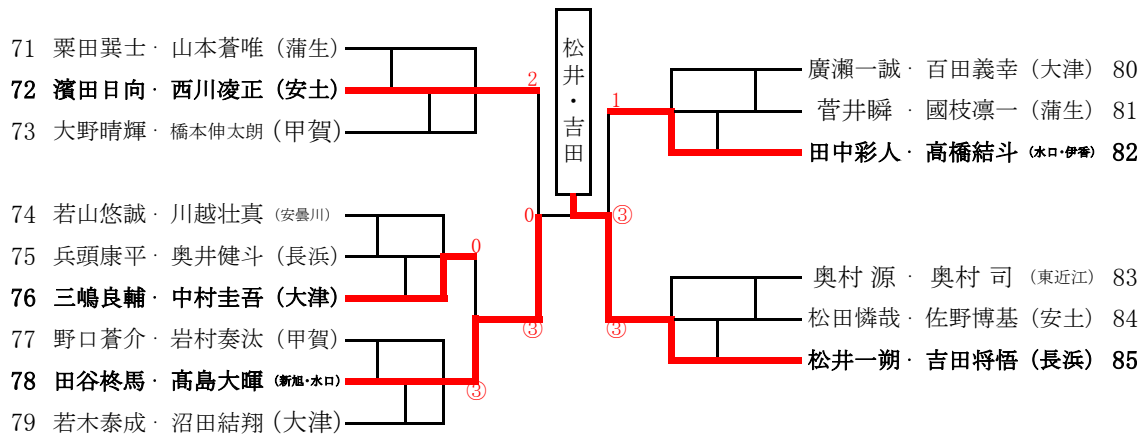 71 粟田巽士・山本蒼唯 (蒲生)
72 濵田日向・西川凌正 (安土)
73 大野晴輝・橋本伸太朗 (甲賀)
74 若山悠誠・川越壮真 (安曇川)
75 兵頭康平・奥井健斗 (長浜)
76 三嶋良輔・中村圭吾 (大津)
77 野口蒼介・岩村奏汰 (甲賀)
78 田谷柊馬・髙島大暉 (新旭・水口)
79 若木泰成・沼田結翔 (大津)
2
0
0
③
③
松井・吉田
1
③
③
廣瀬一誠・百田義幸 (大津) 80
菅井瞬・國枝凛一 (蒲生) 81
田中彩人・高橋結斗 (水口・伊香) 82
奥村 源・奥村 司 (東近江) 83
松田憐哉・佐野博基 (安土) 84
松井一朔・吉田将悟 (長浜) 85